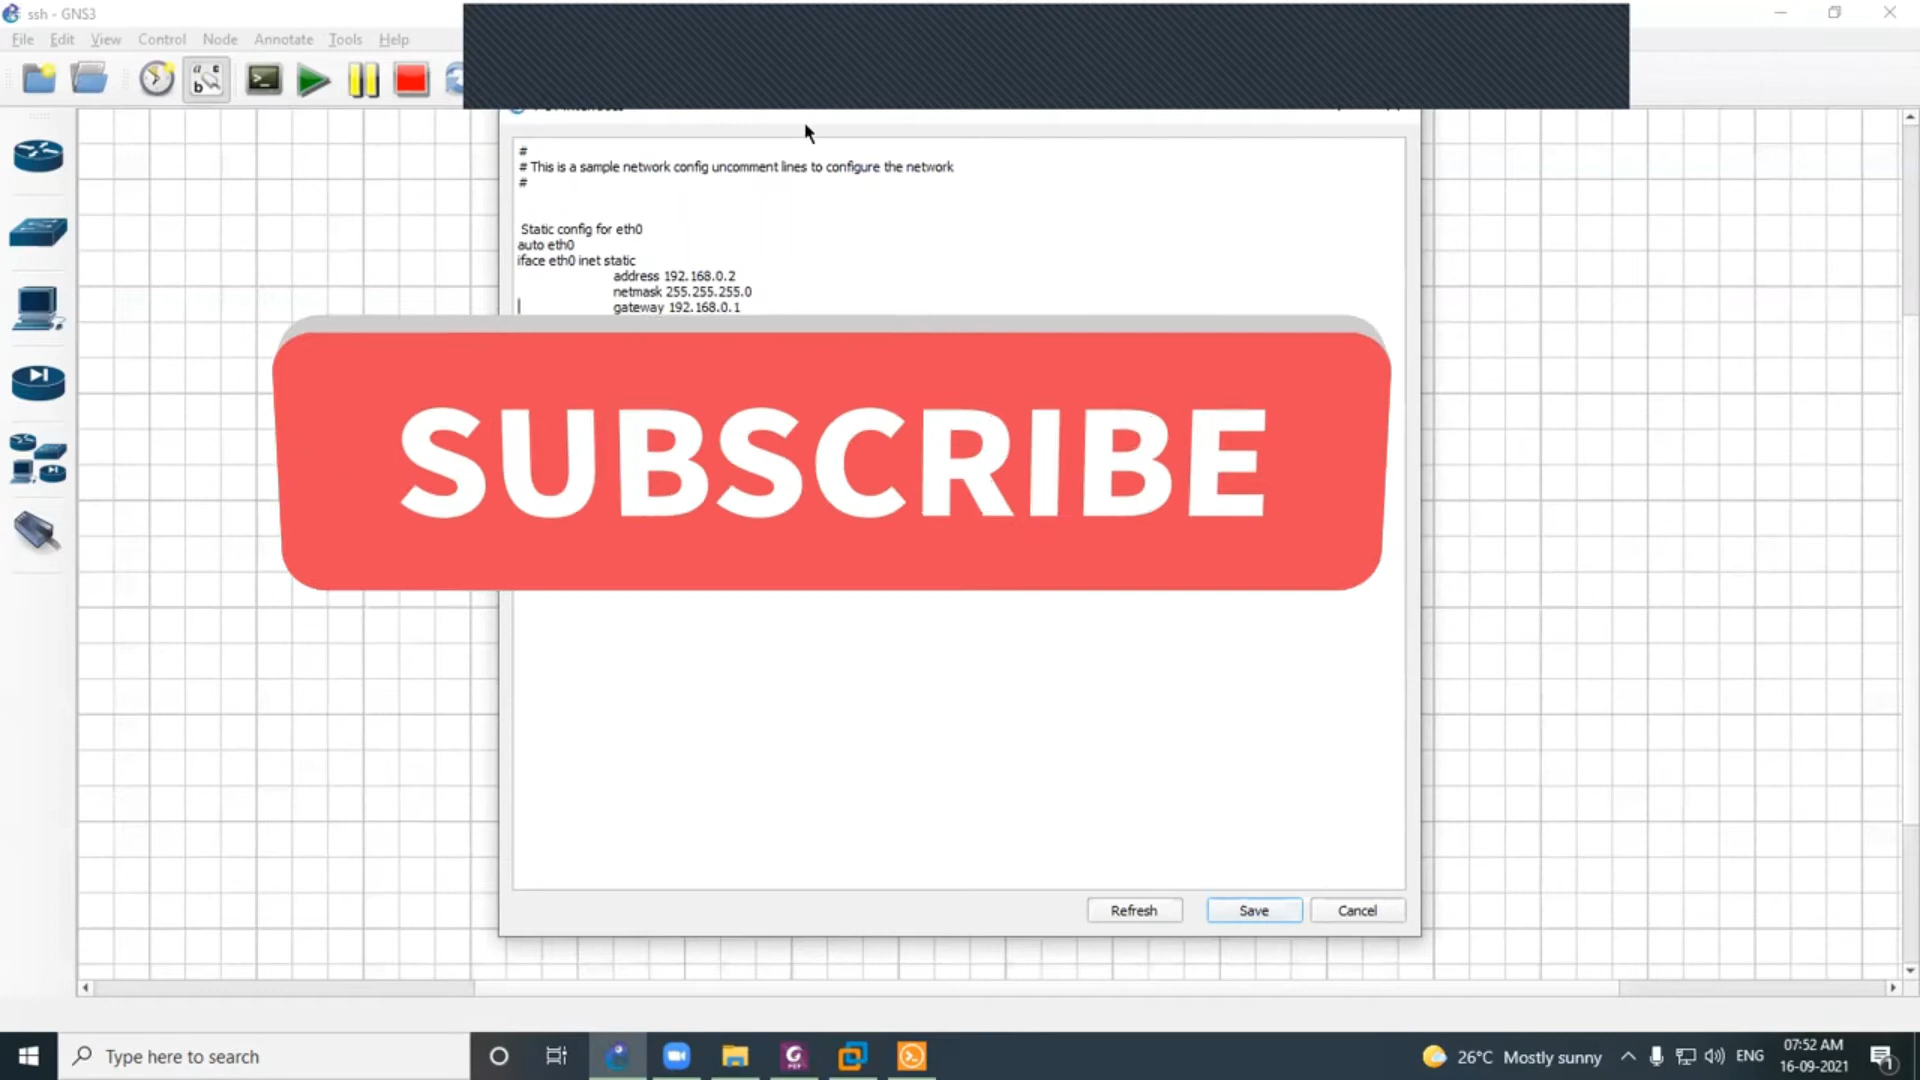 ssh - GNS3
File Edit View Control Node Annotate Tools Help
#
# This is a sample network config uncomment lines to configure the network
#
Static config for eth0
auto eth0
iface eth0 inet static
address 192.168.0.2
netmask 255.255.255.0
gateway 192.168.0.1
SUBSCRIBE
Refresh Save Cancel
Type here to search
26°C Mostly sunny
ENG
07:52 AM
16-09-2021
1